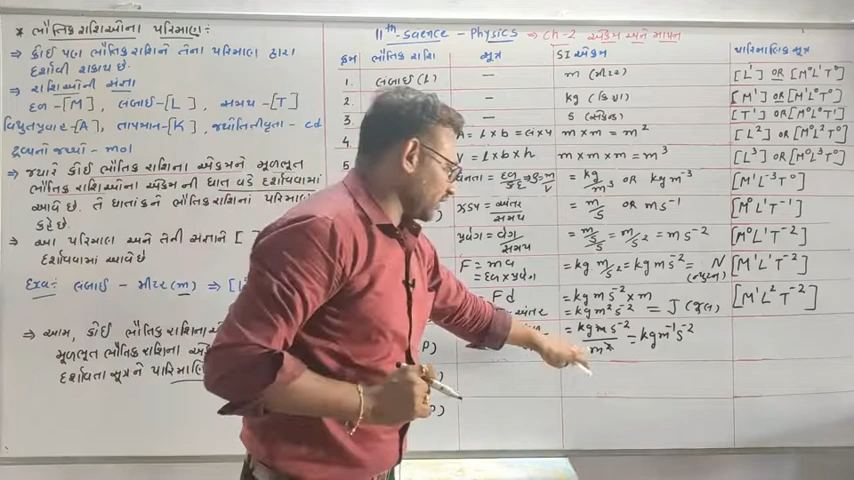 * ભૌતિક રાશિઓના પરિમાણ :-
⇒ કોઈ પણ ભૌતિક રાશિને તેના પરિમાણ દ્વારા
દર્શાવી શકાય છે.
⇒ રાશિઓની સંજ્ઞા
દળ - [M] , લંબાઈ - [L] , સમય - [T]
વિદ્યુતપ્રવાહ - [A] , તાપમાન - [K] , જ્યોતિતીવ્રતા - cd
દ્રવ્યનો જથ્થો - mol
⇒ જ્યારે કોઈ ભૌતિક રાશિના એકમને મૂળભૂત
ભૌતિક રાશિઓના એકમ ની ઘાત વડે દર્શાવવામાં
આવે છે. તે ઘાતાંકને ભૌતિક રાશિનાં પરિમાણ
કહે છે.
⇒ આ પરિમાણ અને તેની સંજ્ઞાને [
દર્શાવવામાં આવે છે
લંબાઈ - મીટર (m) ⇒ [L
⇒ આમ, કોઈ ભૌતિક રાશિના
મૂળભૂત ભૌતિક રાશિ
દર્શાવતા સૂત્રને
11th - Science - Physics ⇒ Ch-2 એકમ અને માપન
ક્રમ ભૌતિક રાશિ સૂત્ર SI એકમ પારિમાણિક સૂત્ર
1. લંબાઈ (l) — m (મીટર) [L¹] OR [M⁰L¹T⁰]
2. — kg (કિગ્રા) [M¹] OR [M¹L⁰T⁰]
3. — s (સેકન્ડ) [T¹] OR [M⁰L⁰T¹]
4. A = l × b = m × m = m² [L²] OR [M⁰L²T⁰]
5 V = l × b × h m × m × m = m³ [L³] OR [M⁰L³T⁰]
ઘનતા = દળ/કદ = m/V = kg/m³ OR kg m⁻³ [M¹L⁻³T⁰]
ઝડપ = અંતર/સમય = m/s OR ms⁻¹ [M⁰L¹T⁻¹]
પ્રવેગ = વેગ/સમય = m/s/s = m/s² = ms⁻² [M⁰L¹T⁻²]
F = ma = kg m/s² = kg m s⁻² = N (ન્યુટન) [M¹L¹T⁻²]
= દળ × પ્રવેગ
Fd = kg m s⁻² × m [M¹L²T⁻²]
અંતર = kg m² s⁻² = J (જૂલ)
= kg m s⁻²/m² = kg m⁻¹ s⁻²